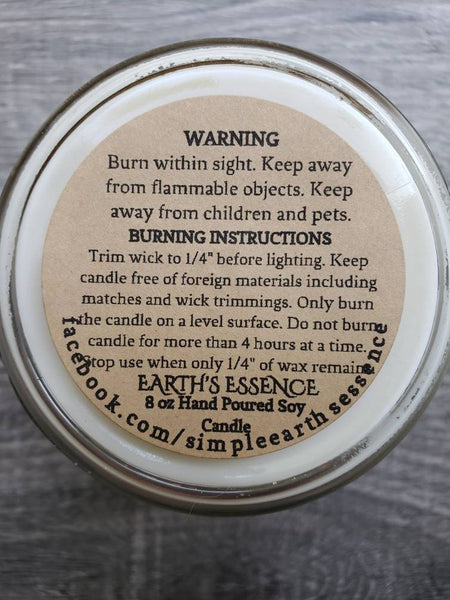 WARNING
Burn within sight. Keep away
from flammable objects. Keep
away from children and pets.
BURNING INSTRUCTIONS
Trim wick to 1/4" before lighting. Keep
candle free of foreign materials including
matches and wick trimmings. Only burn
the candle on a level surface. Do not burn
candle for more than 4 hours at a time.
Stop use when only 1/4" of wax remain
EARTH'S ESSENCE
8 oz Hand Poured Soy
Candle
facebook.com/simpleearthsessence